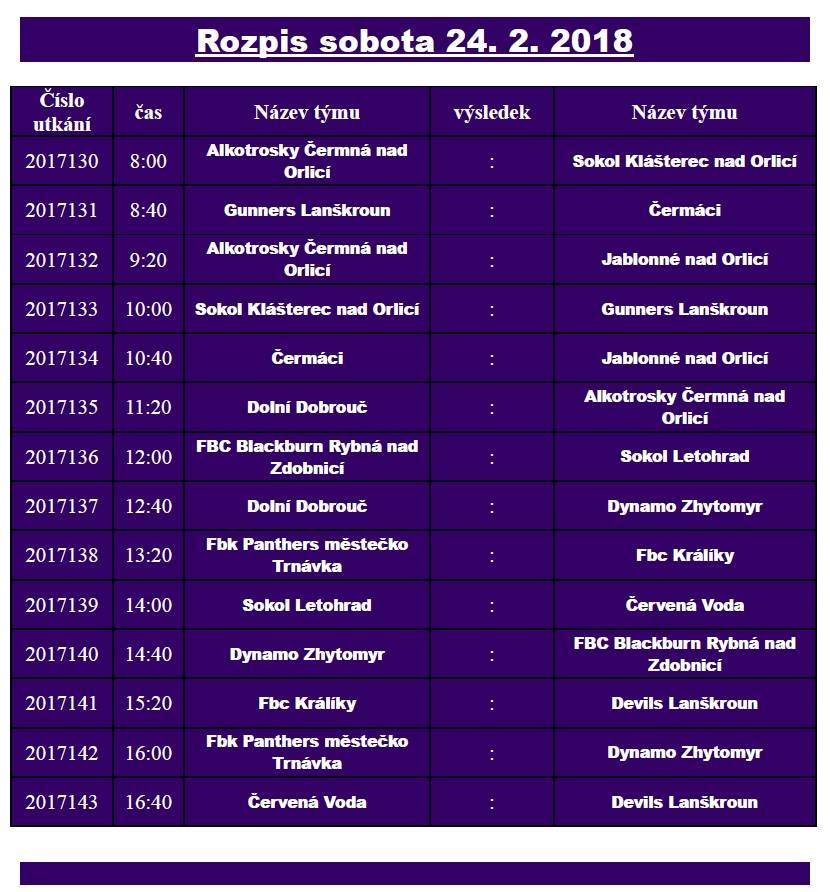 Rozpis sobota 24. 2. 2018
Číslo utkání čas Název týmu výsledek Název týmu
2017130 8:00 Alkotrosky Čermná nad Orlicí : Sokol Klášterec nad Orlicí
2017131 8:40 Gunners Lanškroun : Čermáci
2017132 9:20 Alkotrosky Čermná nad Orlicí : Jablonné nad Orlicí
2017133 10:00 Sokol Klášterec nad Orlicí : Gunners Lanškroun
2017134 10:40 Čermáci : Jablonné nad Orlicí
2017135 11:20 Dolní Dobrouč : Alkotrosky Čermná nad Orlicí
2017136 12:00 FBC Blackburn Rybná nad Zdobnicí : Sokol Letohrad
2017137 12:40 Dolní Dobrouč : Dynamo Zhytomyr
2017138 13:20 Fbk Panthers městečko Trnávka : Fbc Králíky
2017139 14:00 Sokol Letohrad : Červená Voda
2017140 14:40 Dynamo Zhytomyr : FBC Blackburn Rybná nad Zdobnicí
2017141 15:20 Fbc Králíky : Devils Lanškroun
2017142 16:00 Fbk Panthers městečko Trnávka : Dynamo Zhytomyr
2017143 16:40 Červená Voda : Devils Lanškroun